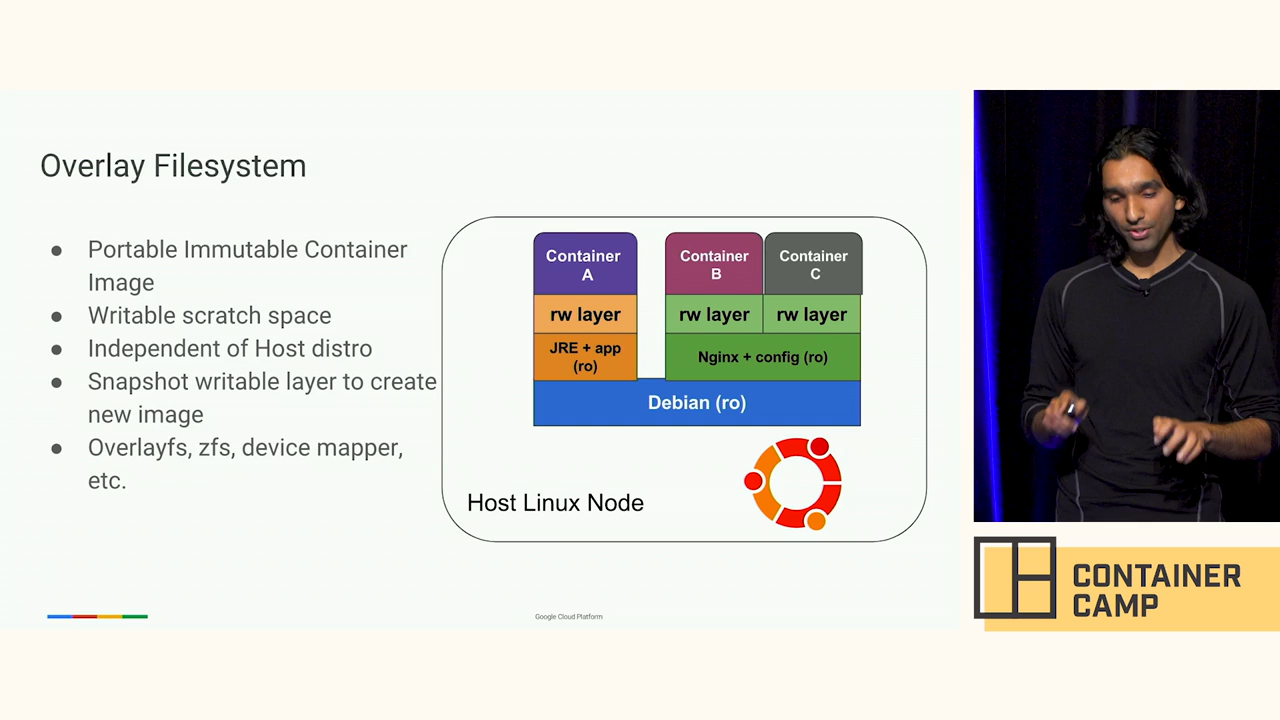 Overlay Filesystem
● Portable Immutable Container
Image
● Writable scratch space
● Independent of Host distro
● Snapshot writable layer to create
new image
● Overlayfs, zfs, device mapper,
etc.
Container
A
Container
B
Container
C
rw layer
rw layer
rw layer
JRE + app
(ro)
Nginx + config (ro)
Debian (ro)
Host Linux Node
Google Cloud Platform
CONTAINER
CAMP